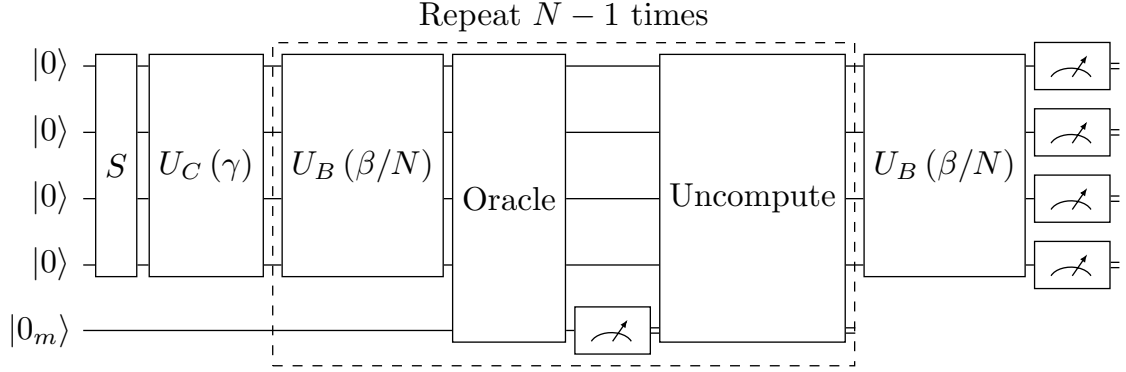 Repeat N − 1 times
|0⟩
|0⟩
|0⟩
|0⟩
|0_m⟩
S
U_C (γ)
U_B (β/N)
Oracle
Uncompute
U_B (β/N)